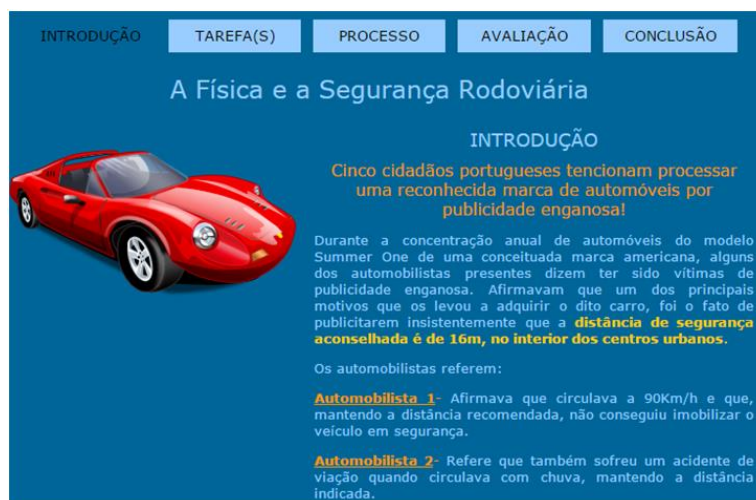 INTRODUÇÃO
TAREFA(S)
PROCESSO
AVALIAÇÃO
CONCLUSÃO
A Física e a Segurança Rodoviária
INTRODUÇÃO
Cinco cidadãos portugueses tencionam processar
uma reconhecida marca de automóveis por
publicidade enganosa!
Durante a concentração anual de automóveis do modelo
Summer One de uma conceituada marca americana, alguns
dos automobilistas presentes dizem ter sido vítimas de
publicidade enganosa. Afirmavam que um dos principais
motivos que os levou a adquirir o dito carro, foi o fato de
publicitarem insistentemente que a distância de segurança
aconselhada é de 16m, no interior dos centros urbanos.
Os automobilistas referem:
Automobilista 1- Afirmava que circulava a 90Km/h e que,
mantendo a distância recomendada, não conseguiu imobilizar o
veículo em segurança.
Automobilista 2- Refere que também sofreu um acidente de
viação quando circulava com chuva, mantendo a distância
indicada.